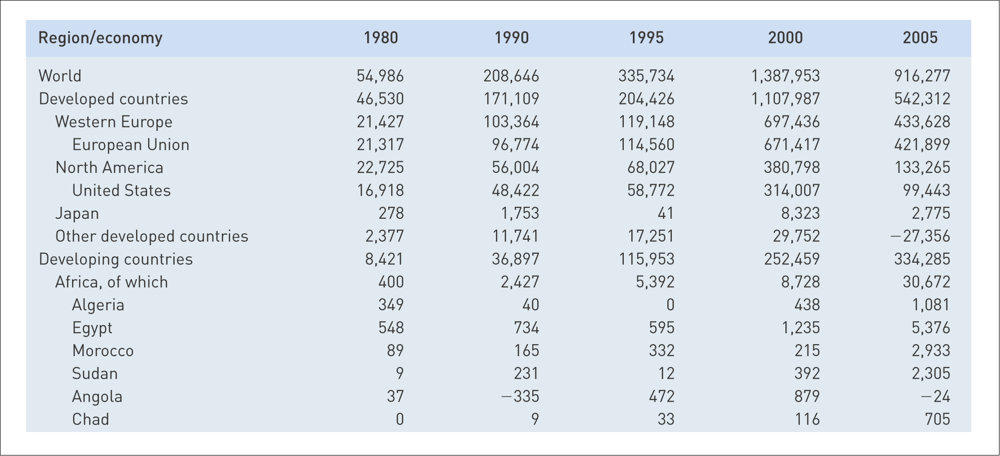 Region/economy 1980 1990 1995 2000 2005
World 54,986 208,646 335,734 1,387,953 916,277
Developed countries 46,530 171,109 204,426 1,107,987 542,312
Western Europe 21,427 103,364 119,148 697,436 433,628
European Union 21,317 96,774 114,560 671,417 421,899
North America 22,725 56,004 68,027 380,798 133,265
United States 16,918 48,422 58,772 314,007 99,443
Japan 278 1,753 41 8,323 2,775
Other developed countries 2,377 11,741 17,251 29,752 −27,356
Developing countries 8,421 36,897 115,953 252,459 334,285
Africa, of which 400 2,427 5,392 8,728 30,672
Algeria 349 40 0 438 1,081
Egypt 548 734 595 1,235 5,376
Morocco 89 165 332 215 2,933
Sudan 9 231 12 392 2,305
Angola 37 −335 472 879 −24
Chad 0 9 33 116 705